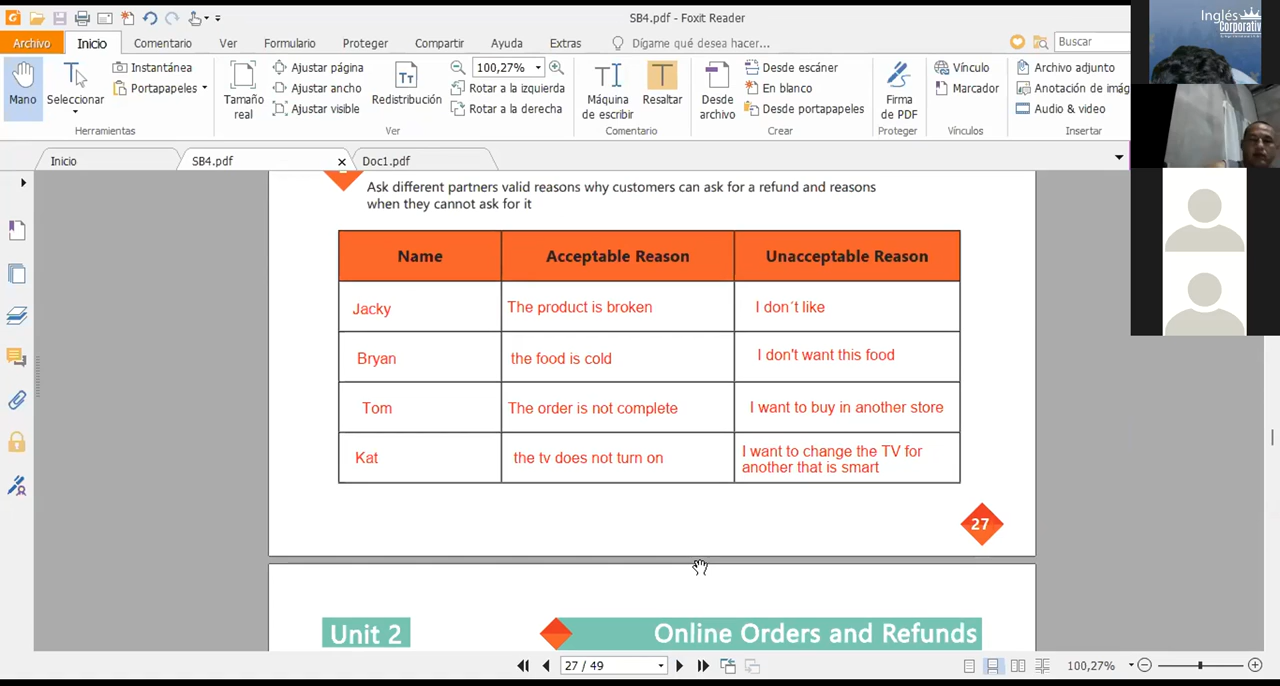 SB4.pdf - Foxit Reader
Archivo Inicio Comentario Ver Formulario Proteger Compartir Ayuda Extras Dígame qué desea hacer... Buscar
Mano
Seleccionar
Instantánea
Portapapeles
Herramientas
Tamaño real
Ajustar página
Ajustar ancho
Ajustar visible
Redistribución
100,27%
Rotar a la izquierda
Rotar a la derecha
Ver
Máquina de escribir
Resaltar
Comentario
Desde archivo
Desde escáner
En blanco
Desde portapapeles
Crear
Firma de PDF
Proteger
Vínculo
Marcador
Vínculos
Archivo adjunto
Anotación de imág
Audio & video
Insertar
Inglés
Corporativ
Inicio SB4.pdf Doc1.pdf
Ask different partners valid reasons why customers can ask for a refund and reasons
when they cannot ask for it
Name Acceptable Reason Unacceptable Reason
Jacky The product is broken I don´t like
Bryan the food is cold I don't want this food
Tom The order is not complete I want to buy in another store
Kat the tv does not turn on I want to change the TV for
another that is smart
27
Unit 2 Online Orders and Refunds
27 / 49 100,27%